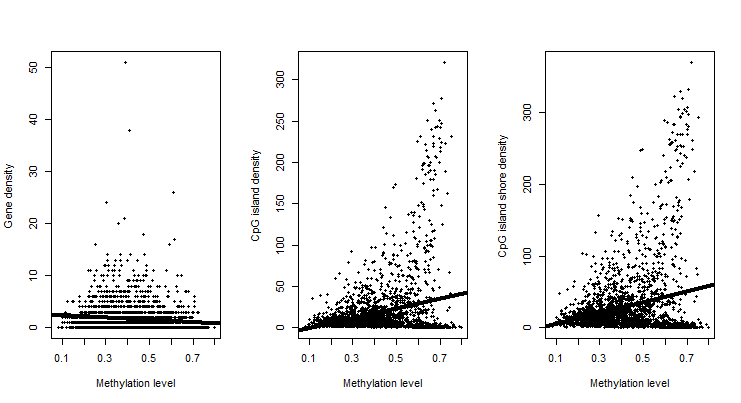 Gene density
50
40
30
20
10
0
0.1 0.3 0.5 0.7
Methylation level
CpG island density
300
250
200
150
100
50
0
0.1 0.3 0.5 0.7
Methylation level
CpG island shore density
300
200
100
0
0.1 0.3 0.5 0.7
Methylation level